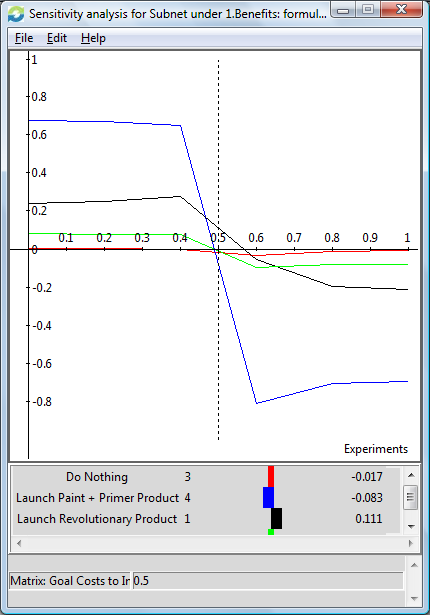 Sensitivity analysis for Subnet under 1.Benefits: formul...
File Edit Help
1
0.8
0.6
0.4
0.2
0 0.1 0.2 0.3 0.4 0.5 0.6 0.7 0.8 0.9 1
-0.2
-0.4
-0.6
-0.8
Experiments
Do Nothing 3 -0.017
Launch Paint + Primer Product 4 -0.083
Launch Revolutionary Product 1 0.111
Matrix: Goal Costs to Ir 0.5